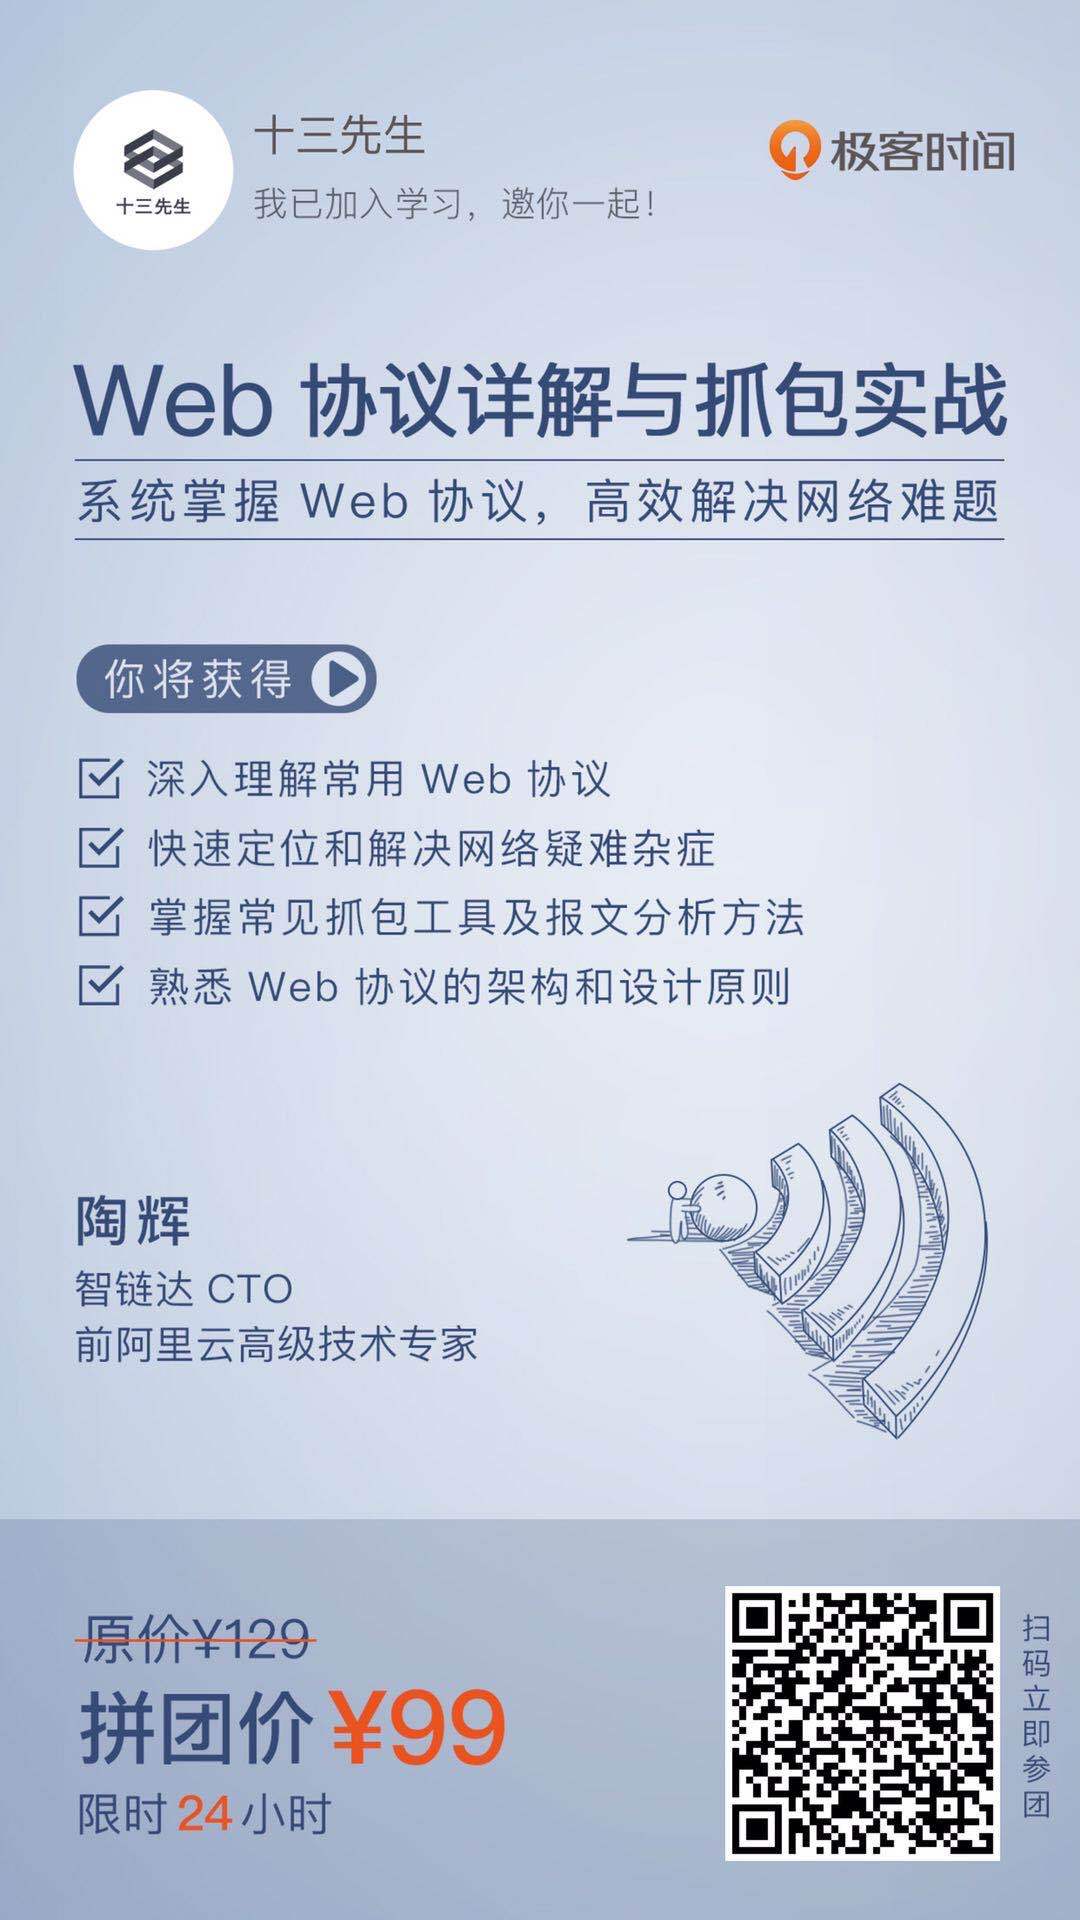 十三先生
十三先生
我已加入学习，邀你一起！
极客时间
Web 协议详解与抓包实战
系统掌握 Web 协议，高效解决网络难题
你将获得
深入理解常用 Web 协议
快速定位和解决网络疑难杂症
掌握常见抓包工具及报文分析方法
熟悉 Web 协议的架构和设计原则
陶辉
智链达 CTO
前阿里云高级技术专家
原价¥129
拼团价¥99
限时24小时
扫码立即参团